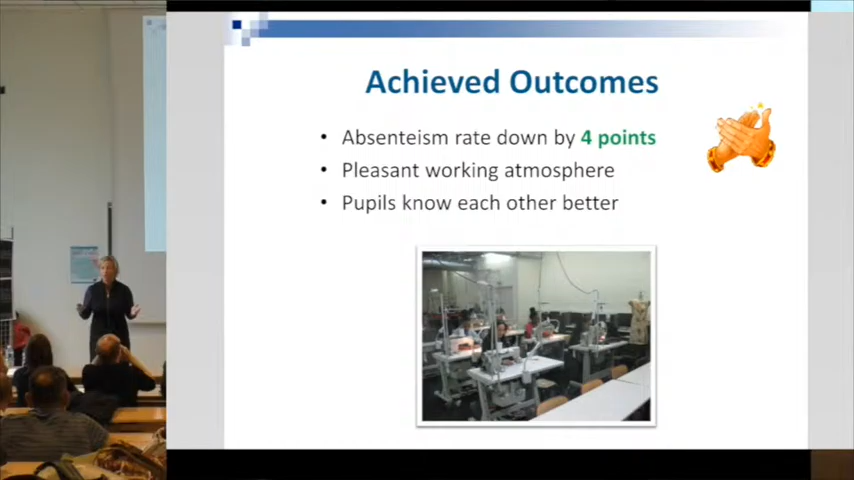 Achieved Outcomes
• Absenteism rate down by 4 points
• Pleasant working atmosphere
• Pupils know each other better